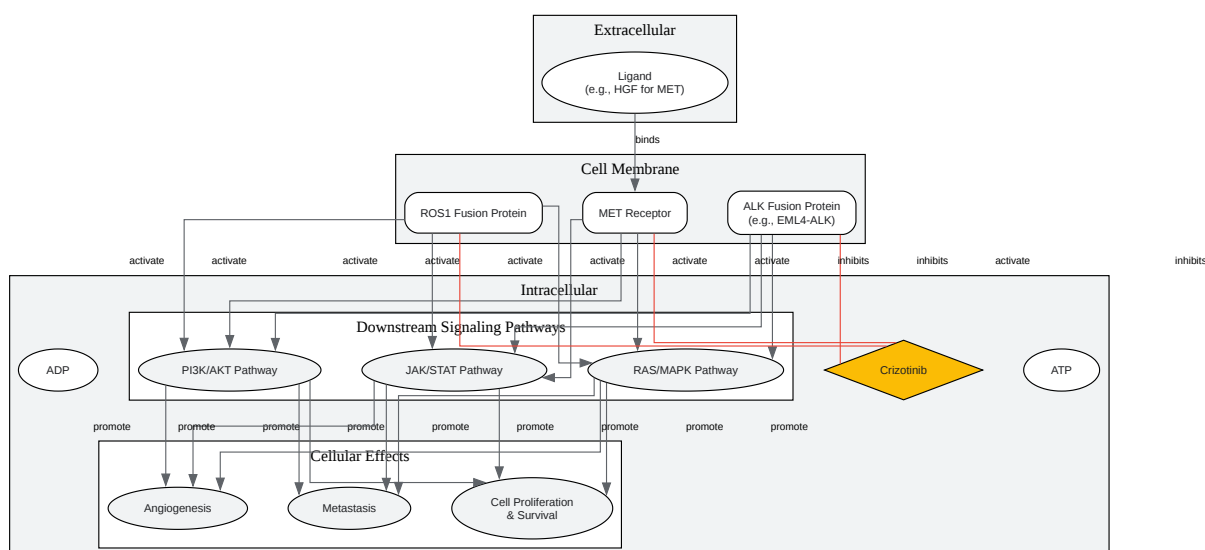 Extracellular
Ligand
(e.g., HGF for MET)
binds
Cell Membrane
ROS1 Fusion Protein
MET Receptor
ALK Fusion Protein
(e.g., EML4-ALK)
activate
activate
activate
activate
activate
activate
activate
activate
inhibits
inhibits
activate
inhibits
Intracellular
Downstream Signaling Pathways
ADP
PI3K/AKT Pathway
JAK/STAT Pathway
RAS/MAPK Pathway
Crizotinib
ATP
promote
promote
promote
promote
promote
promote
promote
promote
promote
Cellular Effects
Angiogenesis
Metastasis
Cell Proliferation
& Survival